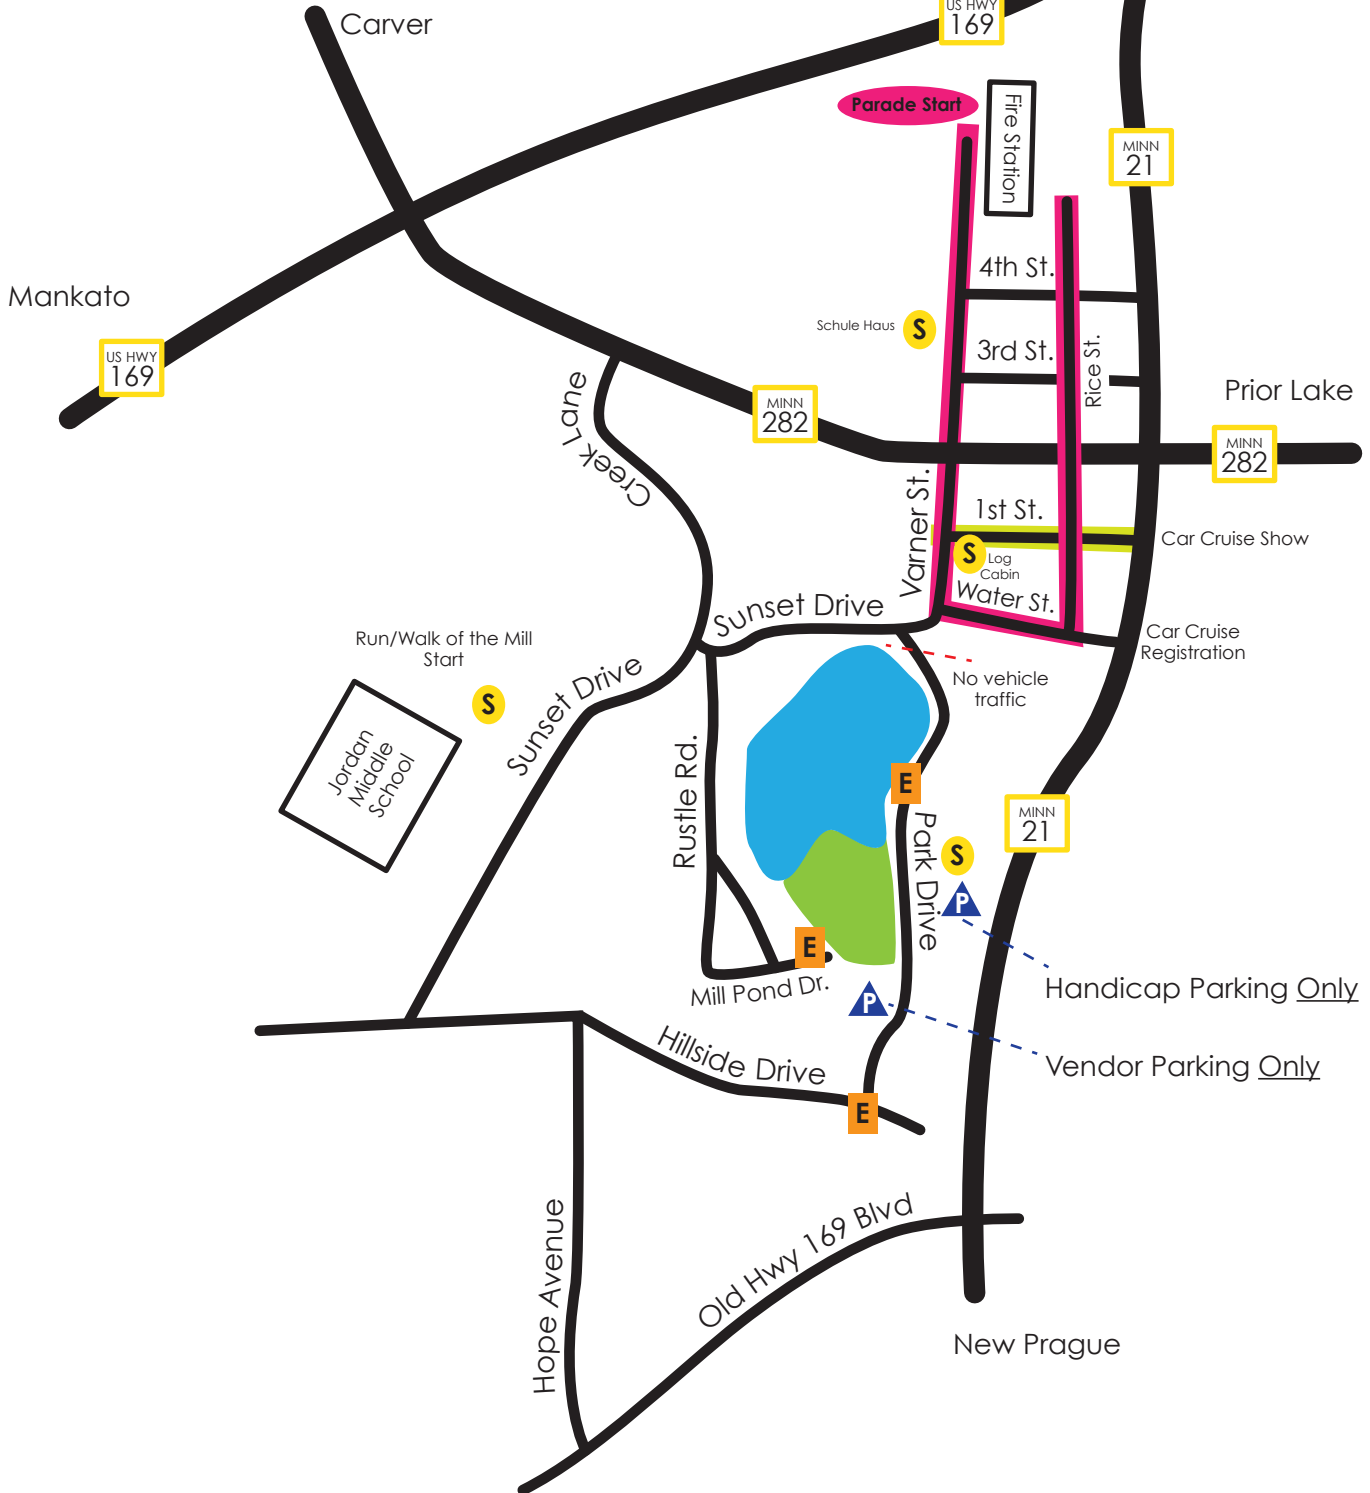 US HWY
169
Carver
Parade Start
Fire Station
MINN
21
4th St.
Mankato
Schule Haus
S
3rd St.
Rice St.
US HWY
169
Creek Lane
MINN
282
Prior Lake
MINN
282
Varner St.
1st St.
Car Cruise Show
S
Log
Cabin
Water St.
Sunset Drive
Run/Walk of the Mill
Start
Car Cruise
Registration
No vehicle
traffic
S
Sunset Drive
Jordan
Middle
School
Rustle Rd.
E
Park Drive
MINN
21
S
P
E
Mill Pond Dr.
P
Handicap Parking Only
Hillside Drive
Vendor Parking Only
E
Hope Avenue
Old Hwy 169 Blvd
New Prague